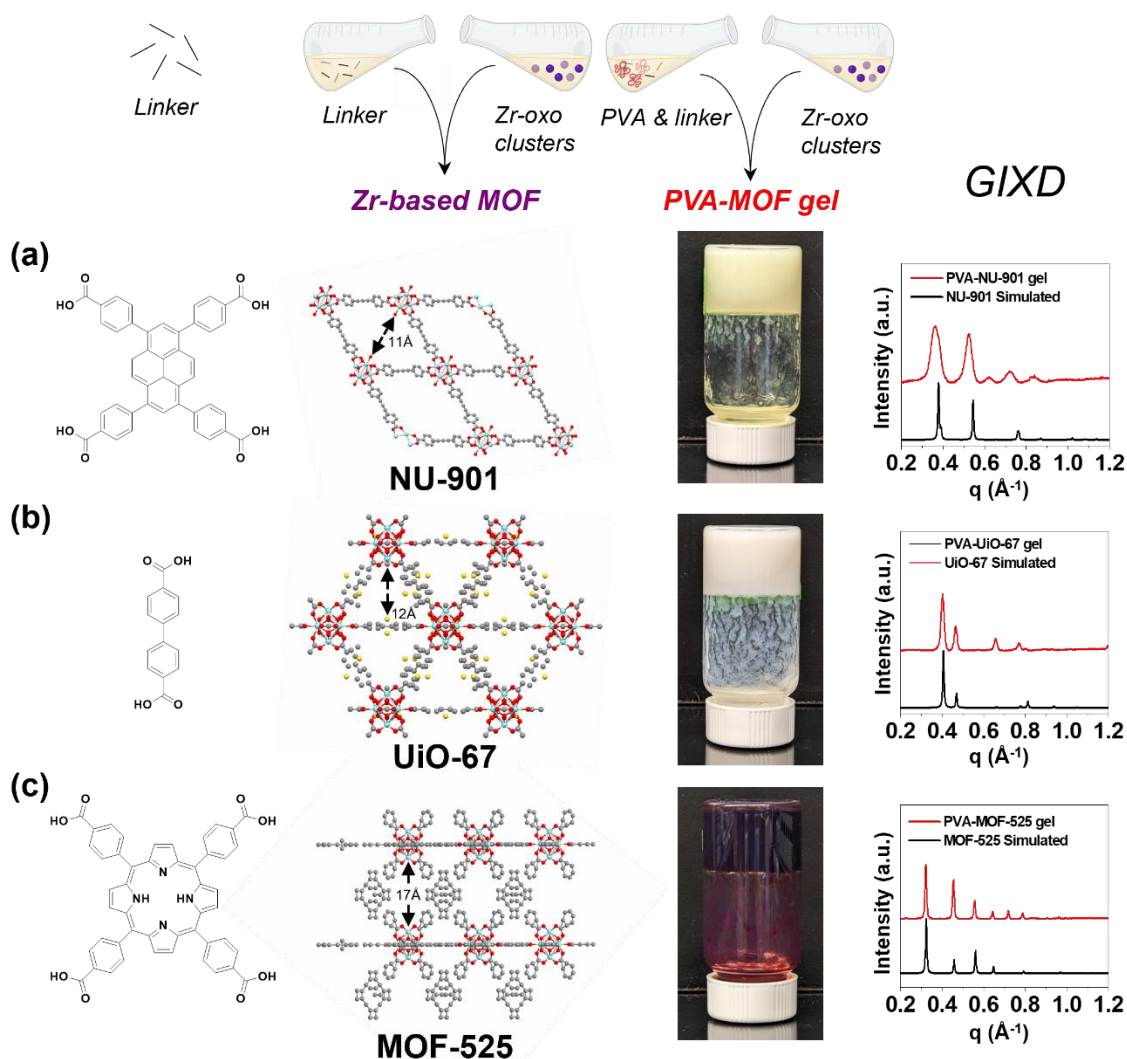 Linker
Linker
Zr-oxo
clusters
PVA & linker
Zr-oxo
clusters
Zr-based MOF
PVA-MOF gel
GIXD
(a)
O
HO
O
OH
HO
O
O
OH
11Å
NU-901
PVA-NU-901 gel
NU-901 Simulated
Intensity (a.u.)
0.2 0.4 0.6 0.8 1.0 1.2
q (Å-1)
(b)
O
OH
HO
O
12Å
UiO-67
PVA-UiO-67 gel
UiO-67 Simulated
Intensity (a.u.)
0.2 0.4 0.6 0.8 1.0 1.2
q (Å-1)
(c)
O
HO
O
OH
N
NH HN
N
HO
O
O
OH
17Å
MOF-525
PVA-MOF-525 gel
MOF-525 Simulated
Intensity (a.u.)
0.2 0.4 0.6 0.8 1.0 1.2
q (Å-1)